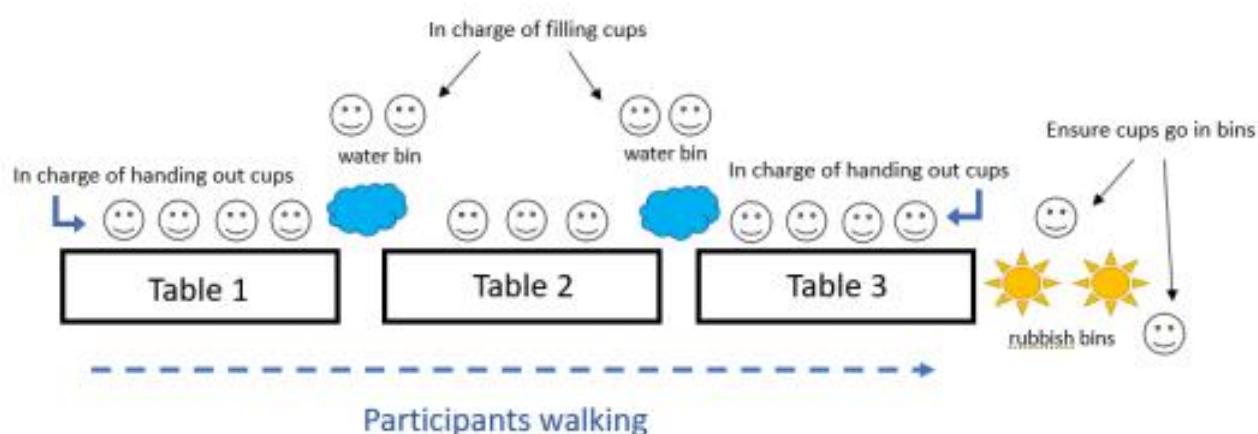 In charge of filling cups
Ensure cups go in bins
water bin
water bin
In charge of handing out cups
In charge of handing out cups
Table 1
Table 2
Table 3
rubbish bins
Participants walking